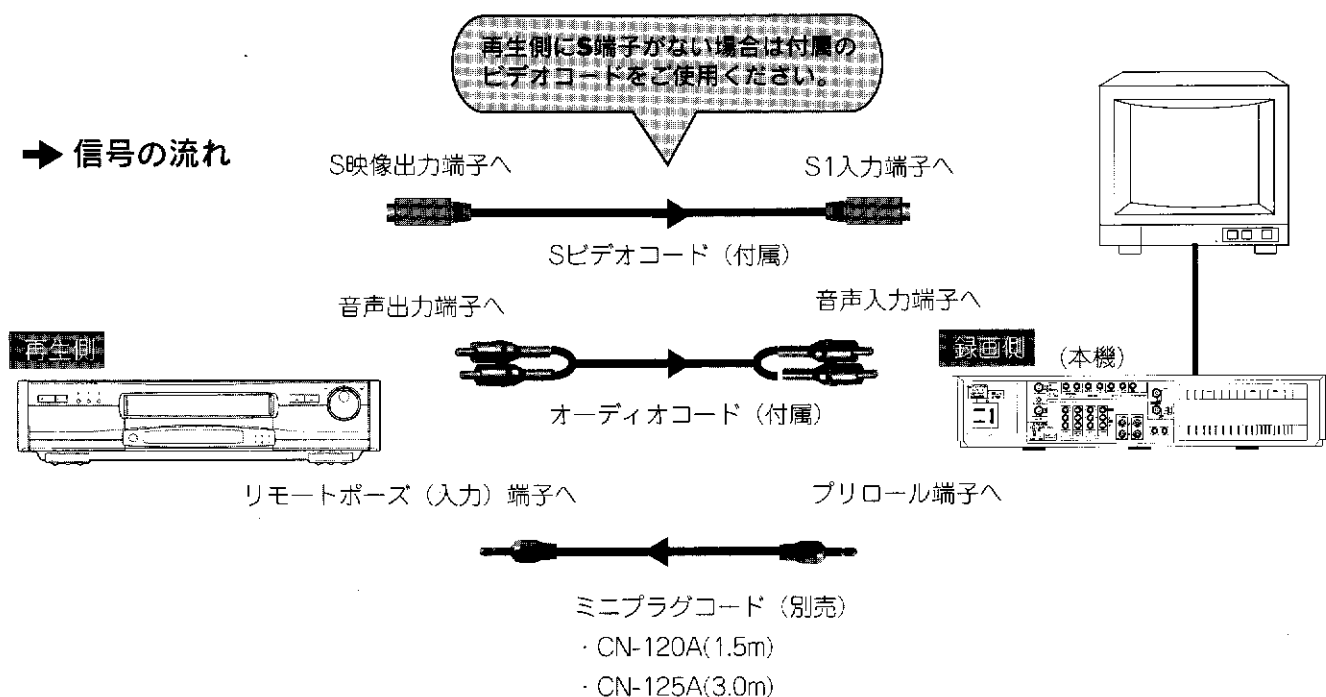 再生側にS端子がない場合は付属の
ビデオコードをご使用ください。
➡ 信号の流れ
S映像出力端子へ
S1入力端子へ
Sビデオコード（付属）
音声出力端子へ
音声入力端子へ
再生側
録画側
（本機）
オーディオコード（付属）
リモートポーズ（入力）端子へ
プリロール端子へ
ミニプラグコード（別売）
・CN-120A(1.5m)
・CN-125A(3.0m)